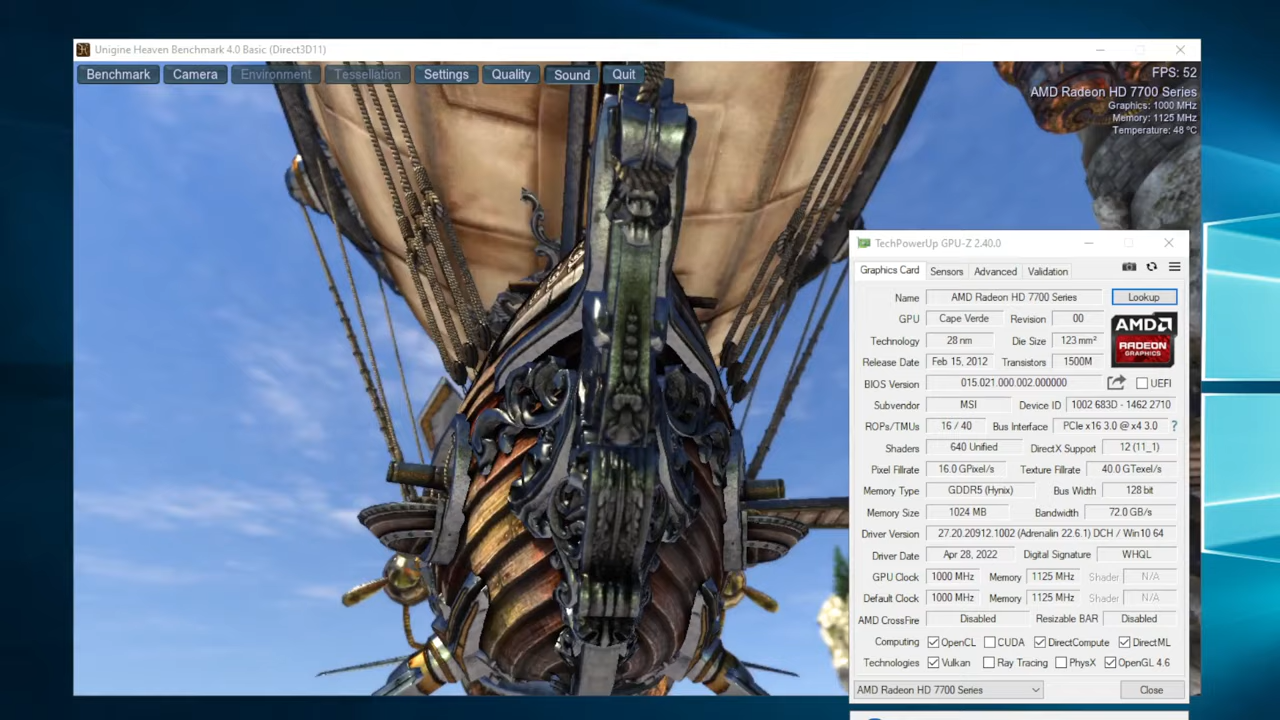 Unigine Heaven Benchmark 4.0 Basic (Direct3D11)
Benchmark Camera Environment Tessellation Settings Quality Sound Quit
FPS: 52
AMD Radeon HD 7700 Series
Graphics: 1000 MHz
Memory: 1125 MHz
Temperature: 48 °C
TechPowerUp GPU-Z 2.40.0
Graphics Card Sensors Advanced Validation
Name AMD Radeon HD 7700 Series Lookup
GPU Cape Verde Revision 00
AMD
RADEON
GRAPHICS
Technology 28 nm Die Size 123 mm²
Release Date Feb 15, 2012 Transistors 1500M
BIOS Version 015.021.000.002.000000 UEFI
Subvendor MSI Device ID 1002 683D - 1462 2710
ROPs/TMUs 16 / 40 Bus Interface PCIe x16 3.0 @ x4 3.0 ?
Shaders 640 Unified DirectX Support 12 (11_1)
Pixel Fillrate 16.0 GPixel/s Texture Fillrate 40.0 GTexel/s
Memory Type GDDR5 (Hynix) Bus Width 128 bit
Memory Size 1024 MB Bandwidth 72.0 GB/s
Driver Version 27.20.20912.1002 (Adrenalin 22.6.1) DCH / Win10 64
Driver Date Apr 28, 2022 Digital Signature WHQL
GPU Clock 1000 MHz Memory 1125 MHz Shader N/A
Default Clock 1000 MHz Memory 1125 MHz Shader N/A
AMD CrossFire Disabled Resizable BAR Disabled
Computing OpenCL CUDA DirectCompute DirectML
Technologies Vulkan Ray Tracing PhysX OpenGL 4.6
AMD Radeon HD 7700 Series Close